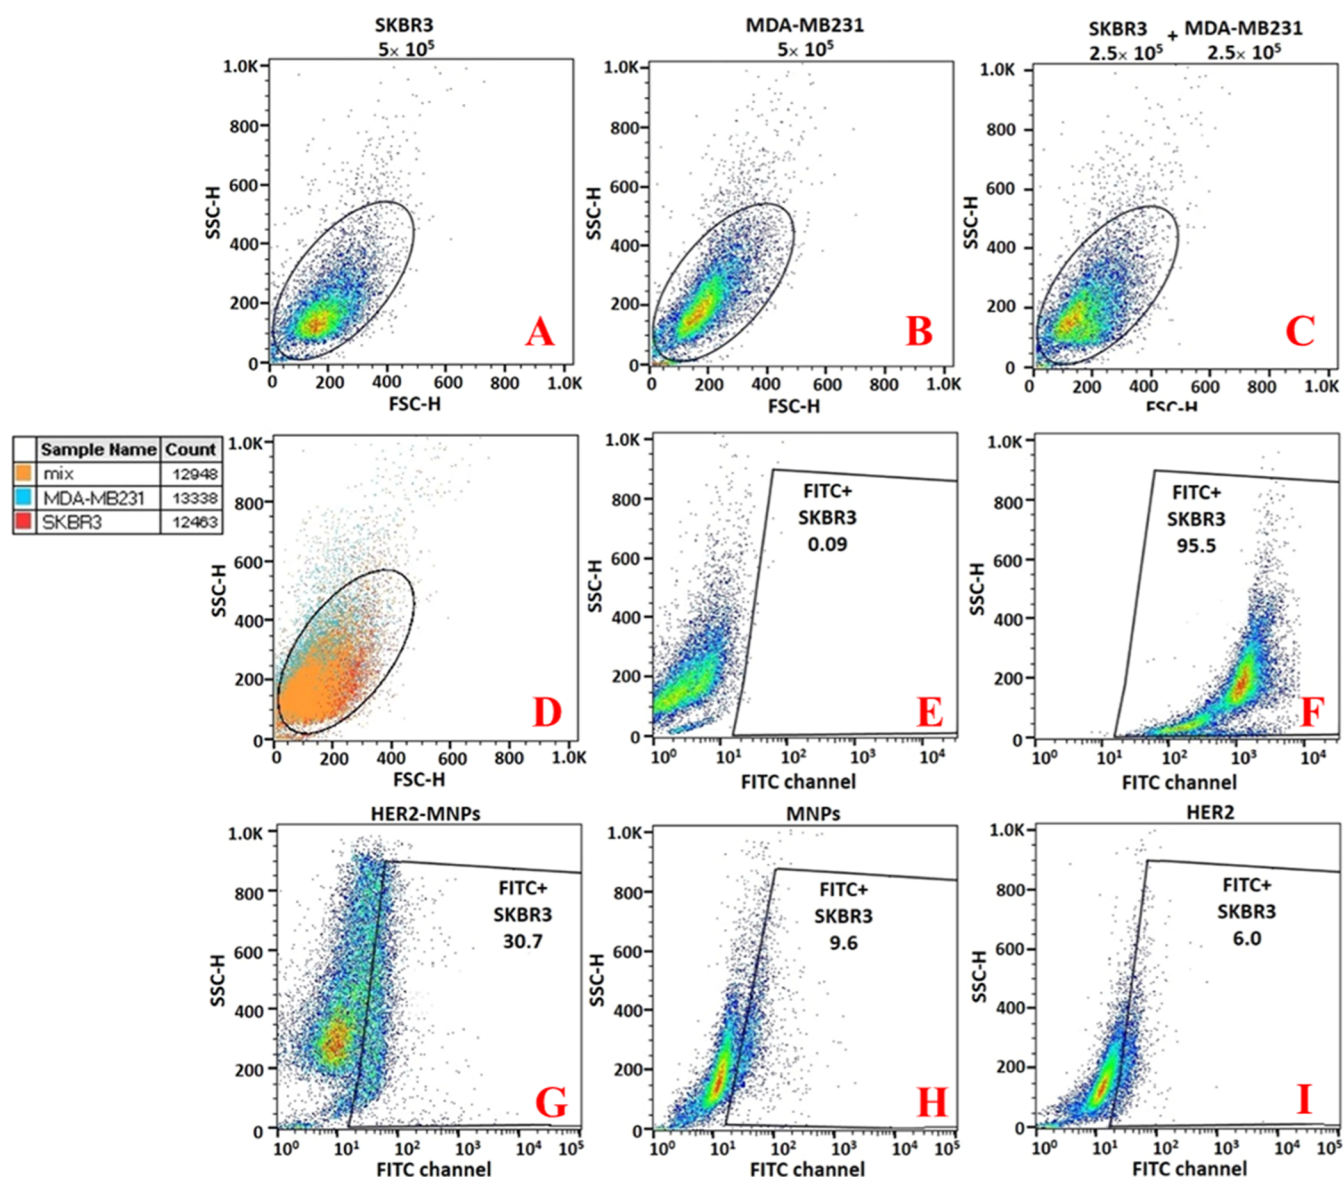 SKBR3
5× 10⁵
1.0K
800
600
400
200
0
SSC-H
0 200 400 600 800 1.0K
FSC-H
A
MDA-MB231
5× 10⁵
1.0K
800
600
400
200
0
SSC-H
0 200 400 600 800 1.0K
FSC-H
B
SKBR3 + MDA-MB231
2.5× 10⁵ 2.5× 10⁵
1.0K
800
600
400
200
0
SSC-H
0 200 400 600 800 1.0K
FSC-H
C
Sample Name Count
mix 12948
MDA-MB231 13338
SKBR3 12463
1.0K
800
600
400
200
0
SSC-H
0 200 400 600 800 1.0K
FSC-H
D
1.0K
800
600
400
200
0
SSC-H
FITC+
SKBR3
0.09
E
10⁰ 10¹ 10² 10³ 10⁴
FITC channel
1.0K
800
600
400
200
0
SSC-H
FITC+
SKBR3
95.5
F
10⁰ 10¹ 10² 10³ 10⁴
FITC channel
HER2-MNPs
1.0K
800
600
400
200
0
SSC-H
FITC+
SKBR3
30.7
G
10⁰ 10¹ 10² 10³ 10⁴ 10⁵
FITC channel
MNPs
1.0K
800
600
400
200
0
SSC-H
FITC+
SKBR3
9.6
H
10⁰ 10¹ 10² 10³ 10⁴ 10⁵
FITC channel
HER2
1.0K
800
600
400
200
0
SSC-H
FITC+
SKBR3
6.0
I
10⁰ 10¹ 10² 10³ 10⁴ 10⁵
FITC channel